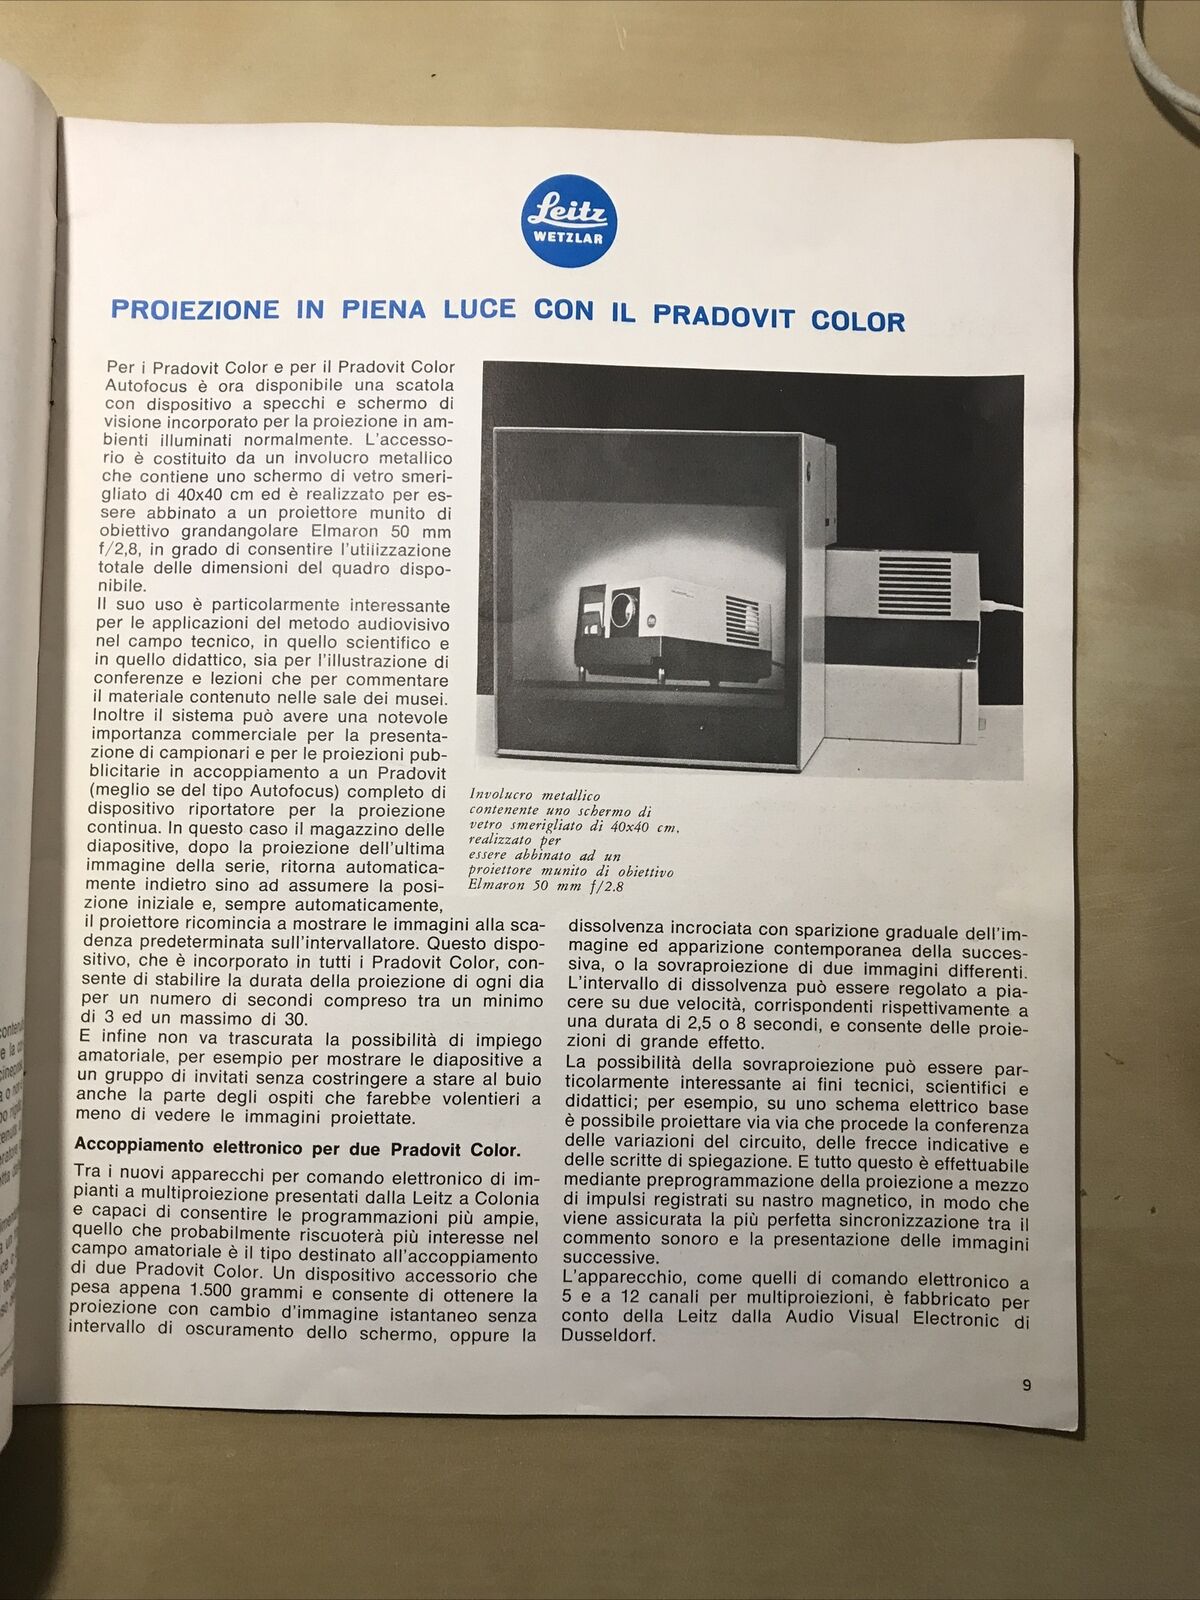 Leitz
WETZLAR
PROIEZIONE IN PIENA LUCE CON IL PRADOVIT COLOR
Per i Pradovit Color e per il Pradovit Color
Autofocus è ora disponibile una scatola
con dispositivo a specchi e schermo di
visione incorporato per la proiezione in am-
bienti illuminati normalmente. L'accesso-
rio è costituito da un involucro metallico
che contiene uno schermo di vetro smeri-
gliato di 40x40 cm ed è realizzato per es-
sere abbinato a un proiettore munito di
obiettivo grandangolare Elmaron 50 mm
f/2,8, in grado di consentire l'utilizzazione
totale delle dimensioni del quadro dispo-
nibile.
Il suo uso è particolarmente interessante
per le applicazioni del metodo audiovisivo
nel campo tecnico, in quello scientifico e
in quello didattico, sia per l'illustrazione di
conferenze e lezioni che per commentare
il materiale contenuto nelle sale dei musei.
Inoltre il sistema può avere una notevole
importanza commerciale per la presenta-
zione di campionari e per le proiezioni pub-
blicitarie in accoppiamento a un Pradovit
(meglio se del tipo Autofocus) completo di
dispositivo riportatore per la proiezione
continua. In questo caso il magazzino delle
diapositive, dopo la proiezione dell'ultima
immagine della serie, ritorna automatica-
mente indietro sino ad assumere la posi-
zione iniziale e, sempre automaticamente,
il proiettore ricomincia a mostrare le immagini alla sca-
denza predeterminata sull'intervallatore. Questo dispo-
sitivo, che è incorporato in tutti i Pradovit Color, con-
sente di stabilire la durata della proiezione di ogni dia
per un numero di secondi compreso tra un minimo
di 3 ed un massimo di 30.
E infine non va trascurata la possibilità di impiego
amatoriale, per esempio per mostrare le diapositive a
un gruppo di invitati senza costringere a stare al buio
anche la parte degli ospiti che farebbe volentieri a
meno di vedere le immagini proiettate.
Accoppiamento elettronico per due Pradovit Color.
Tra i nuovi apparecchi per comando elettronico di im-
pianti a multiproiezione presentati dalla Leitz a Colonia
e capaci di consentire le programmazioni più ampie,
quello che probabilmente riscuoterà più interesse nel
campo amatoriale è il tipo destinato all'accoppiamento
di due Pradovit Color. Un dispositivo accessorio che
pesa appena 1.500 grammi e consente di ottenere la
proiezione con cambio d'immagine istantaneo senza
intervallo di oscuramento dello schermo, oppure la
Involucro metallico
contenente uno schermo di
vetro smerigliato di 40x40 cm,
realizzato per
essere abbinato ad un
proiettore munito di obiettivo
Elmaron 50 mm f/2.8
dissolvenza incrociata con sparizione graduale dell'im-
magine ed apparizione contemporanea della succes-
siva, o la sovraproiezione di due immagini differenti.
L'intervallo di dissolvenza può essere regolato a pia-
cere su due velocità, corrispondenti rispettivamente a
una durata di 2,5 o 8 secondi, e consente delle proie-
zioni di grande effetto.
La possibilità della sovraproiezione può essere par-
ticolarmente interessante ai fini tecnici, scientifici e
didattici; per esempio, su uno schema elettrico base
è possibile proiettare via via che procede la conferenza
delle variazioni del circuito, delle frecce indicative e
delle scritte di spiegazione. E tutto questo è effettuabile
mediante preprogrammazione della proiezione a mezzo
di impulsi registrati su nastro magnetico, in modo che
viene assicurata la più perfetta sincronizzazione tra il
commento sonoro e la presentazione delle immagini
successive.
L'apparecchio, come quelli di comando elettronico a
5 e a 12 canali per multiproiezioni, è fabbricato per
conto della Leitz dalla Audio Visual Electronic di
Dusseldorf.
9